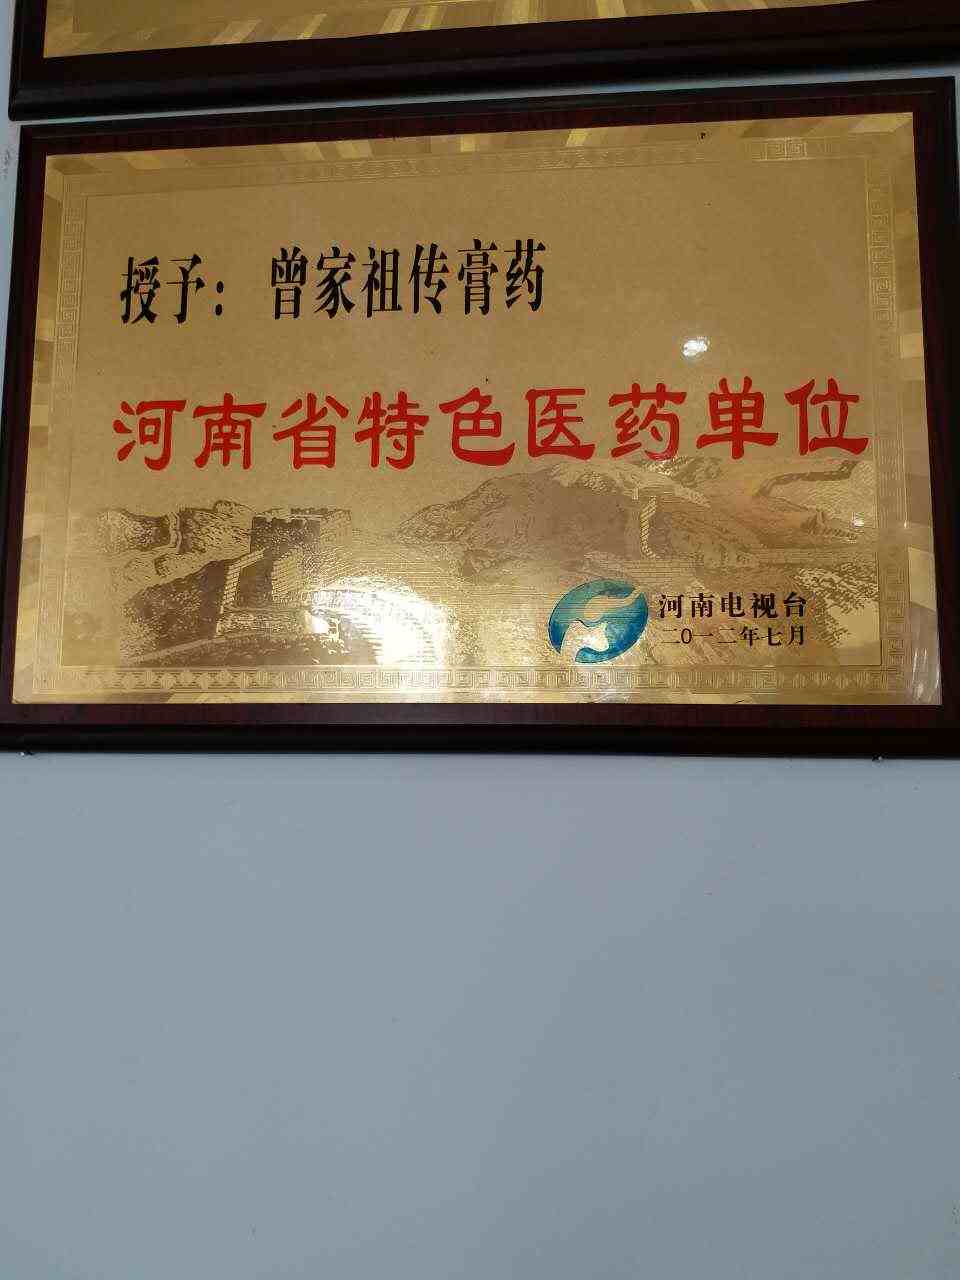 授予：曾家祖传膏药
河南省特色医药单位
河南电视台
二〇一二年七月